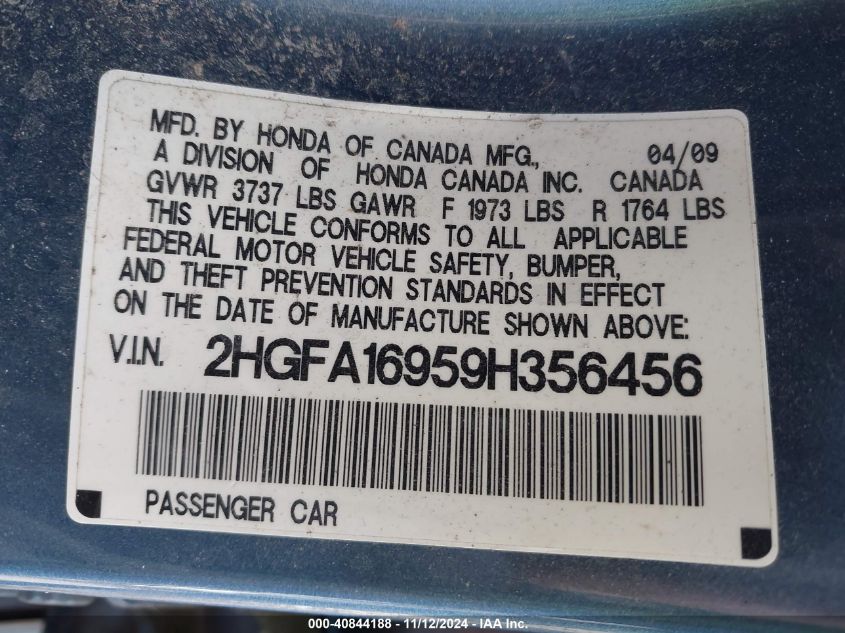 MFD. BY HONDA OF CANADA MFG., 04/09
A DIVISION OF HONDA CANADA INC. CANADA
GVWR 3737 LBS GAWR F 1973 LBS R 1764 LBS
THIS VEHICLE CONFORMS TO ALL APPLICABLE
FEDERAL MOTOR VEHICLE SAFETY, BUMPER,
AND THEFT PREVENTION STANDARDS IN EFFECT
ON THE DATE OF MANUFACTURE SHOWN ABOVE:
V.I.N. 2HGFA16959H356456
PASSENGER CAR
000-40844188 - 11/12/2024 - IAA Inc.